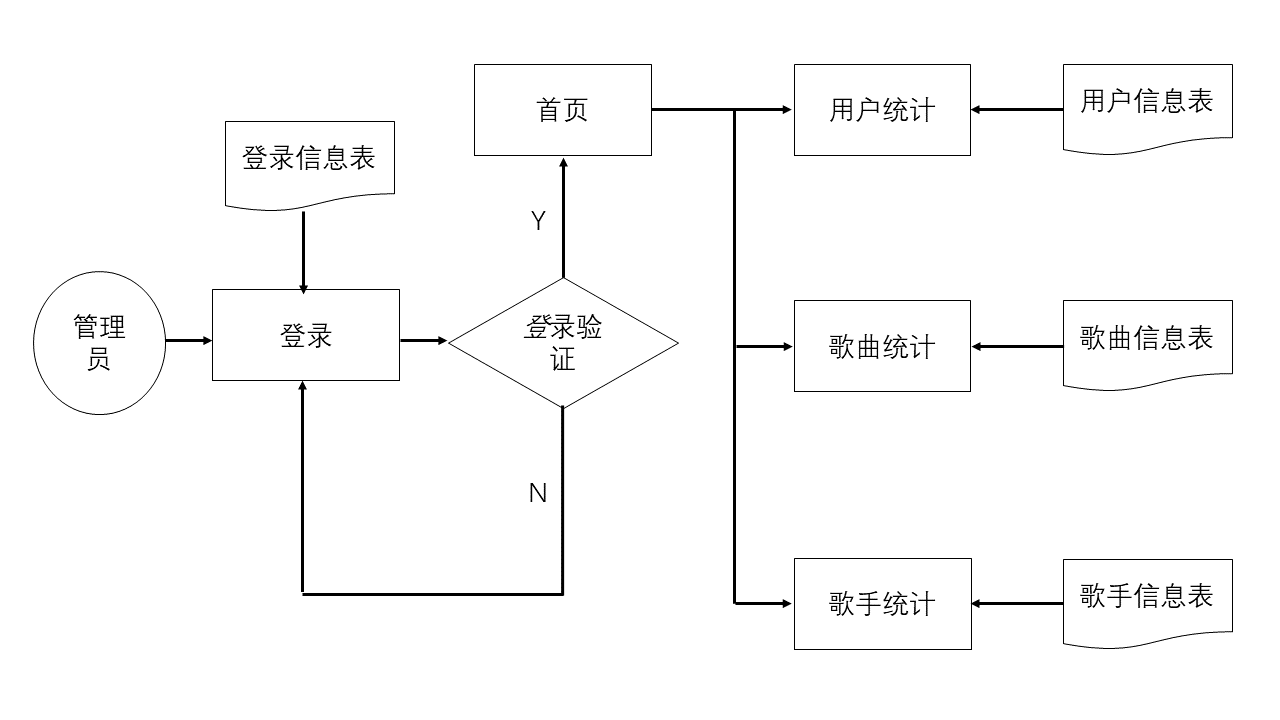 首页
用户统计
用户信息表
登录信息表
Y
管理
员
登录
登录验
证
歌曲统计
歌曲信息表
N
歌手统计
歌手信息表